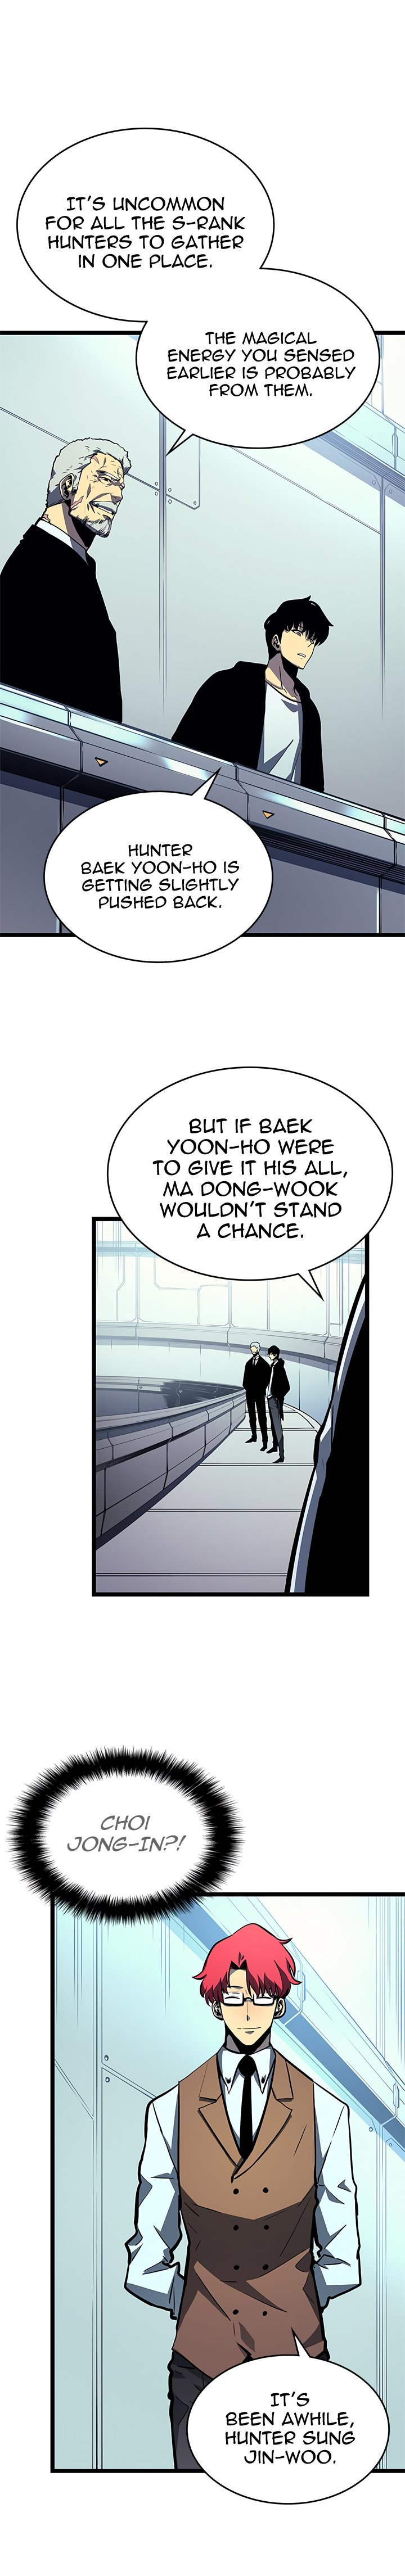 IT'S UNCOMMON
FOR ALL THE S-RANK
HUNTERS TO GATHER
IN ONE PLACE.
THE MAGICAL
ENERGY YOU SENSED
EARLIER IS PROBABLY
FROM THEM.
HUNTER
BAEK YOON-HO IS
GETTING SLIGHTLY
PUSHED BACK.
BUT IF BAEK
YOON-HO WERE
TO GIVE IT HIS ALL,
MA DONG-WOOK
WOULDN'T STAND
A CHANCE.
CHOI
JONG-IN?!
IT'S
BEEN AWHILE,
HUNTER SUNG
JIN-WOO.